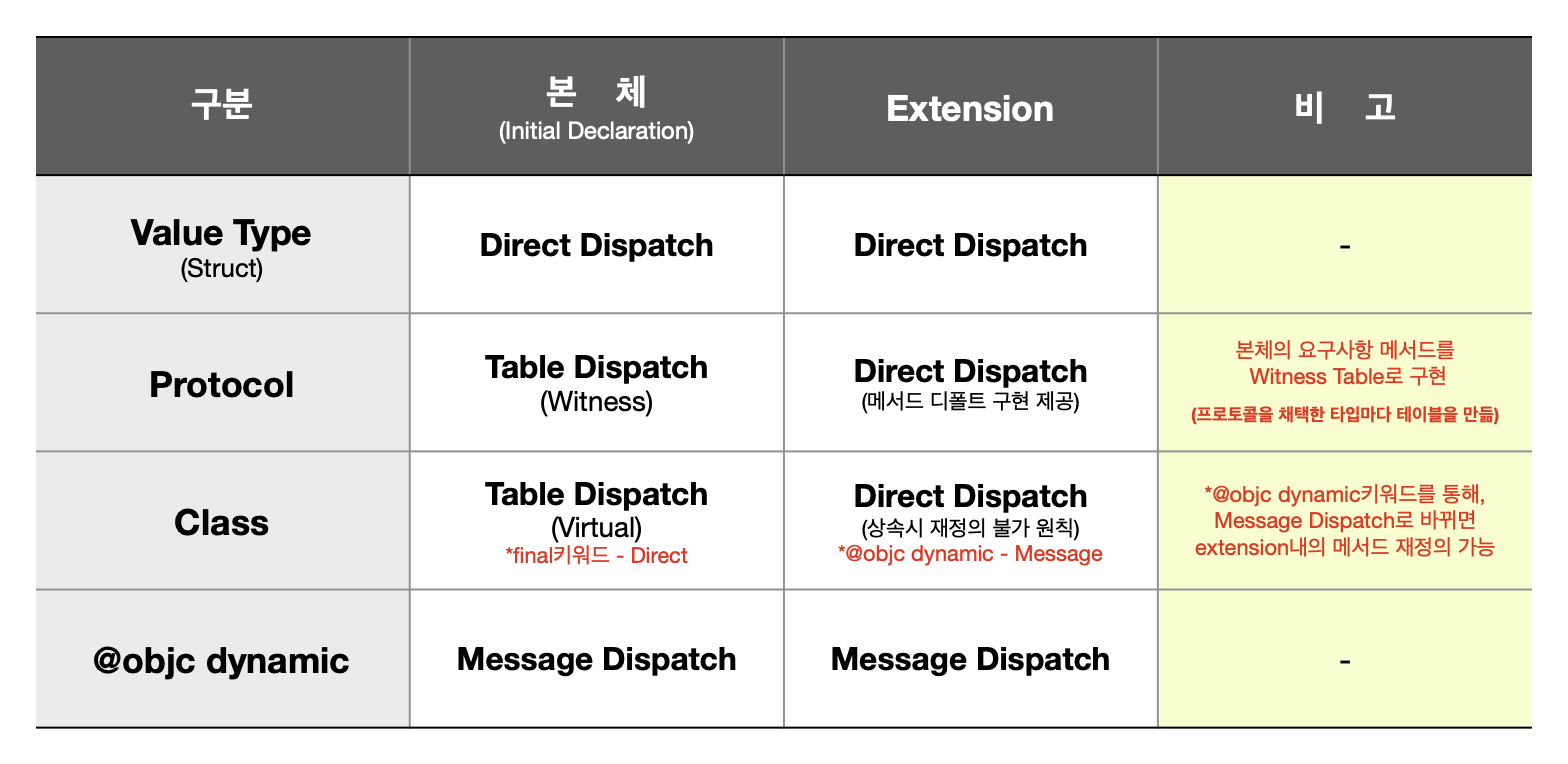 구분
본 체
(Initial Declaration)
Extension
비 고
Value Type
(Struct)
Direct Dispatch
Direct Dispatch
-
Protocol
Table Dispatch
(Witness)
Direct Dispatch
(메서드 디폴트 구현 제공)
본체의 요구사항 메서드를
Witness Table로 구현
(프로토콜을 채택한 타입마다 테이블을 만듦)
Class
Table Dispatch
(Virtual)
*final키워드 - Direct
Direct Dispatch
(상속시 재정의 불가 원칙)
*@objc dynamic - Message
*@objc dynamic키워드를 통해,
Message Dispatch로 바뀌면
extension내의 메서드 재정의 가능
@objc dynamic
Message Dispatch
Message Dispatch
-